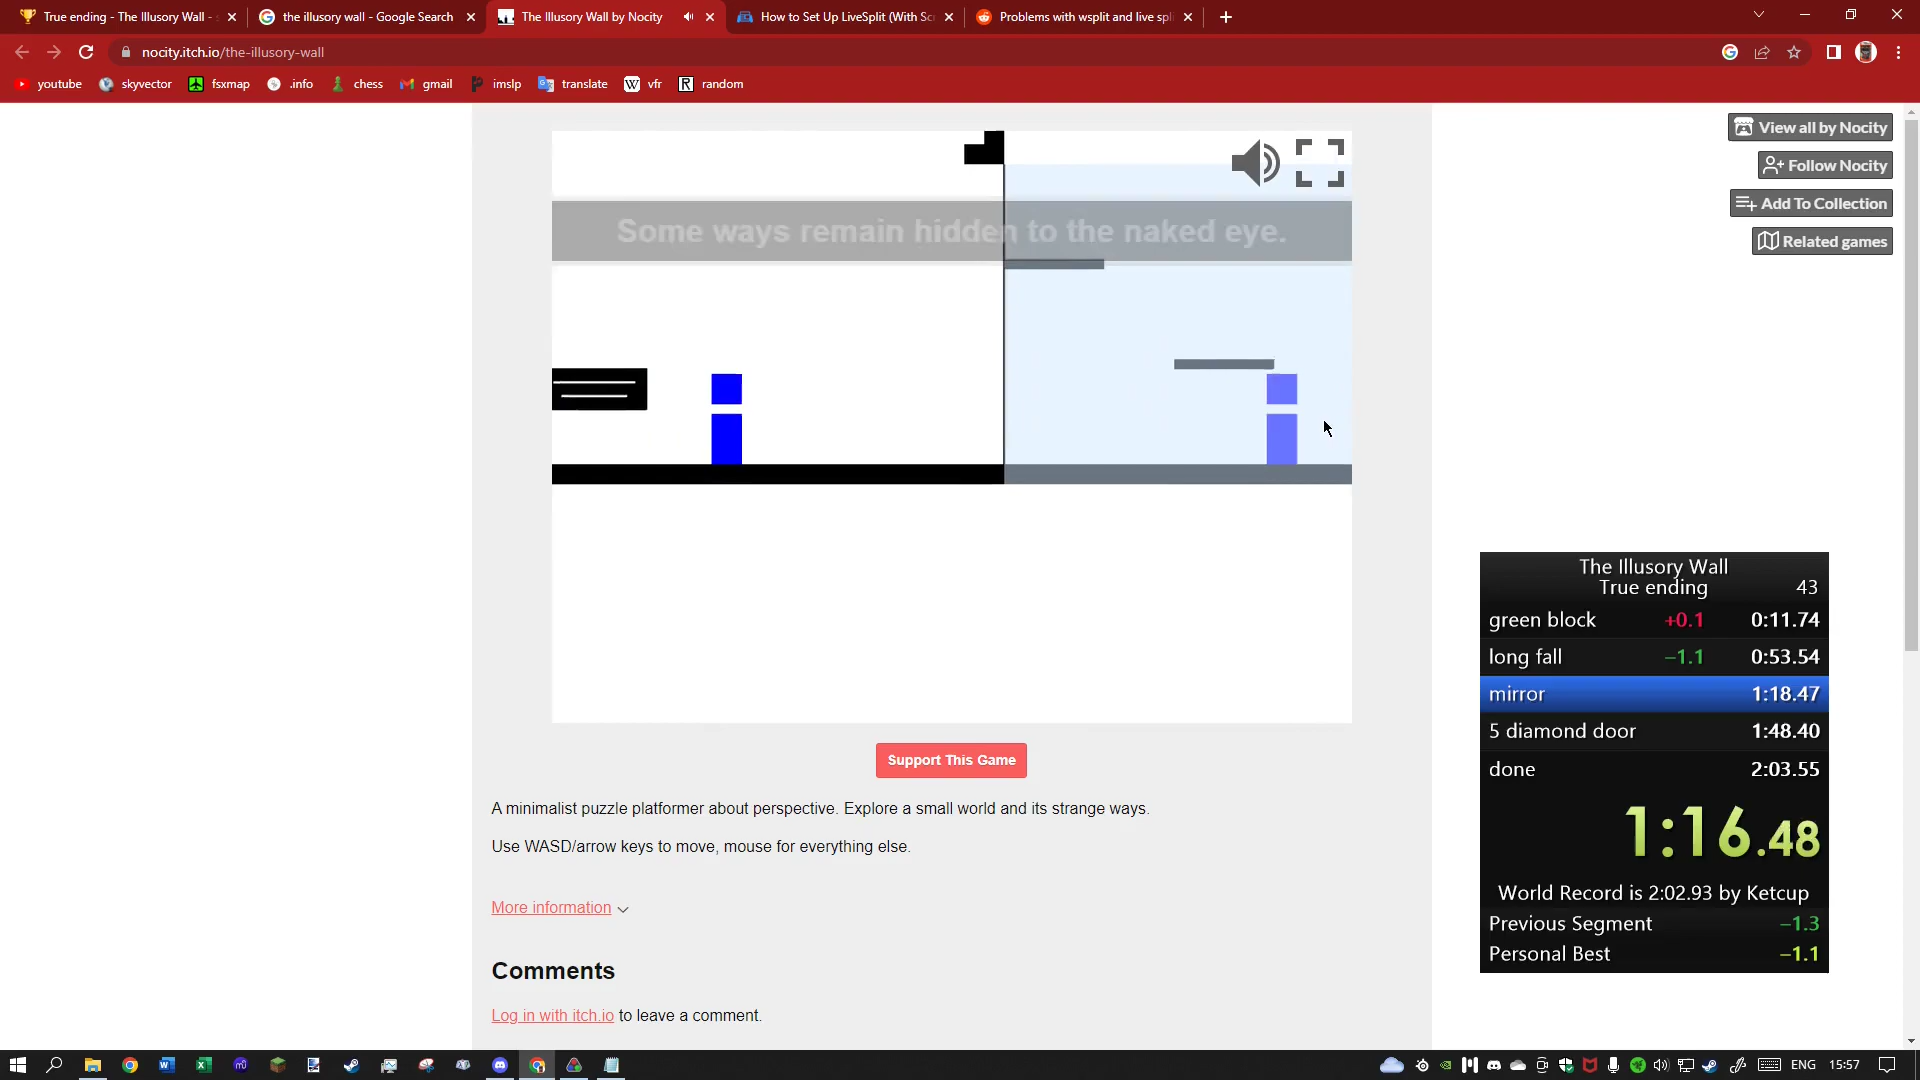 True ending - The Illusory Wall -
the illusory wall - Google Search
The Illusory Wall by Nocity
How to Set Up LiveSplit (With Sc
Problems with wsplit and live spli
nocity.itch.io/the-illusory-wall
youtube
skyvector
fsxmap
.info
chess
gmail
imslp
translate
vfr
random
View all by Nocity
Follow Nocity
Add To Collection
Related games
Some ways remain hidden to the naked eye.
The Illusory Wall
True ending 43
green block +0.1 0:11.74
long fall −1.1 0:53.54
mirror 1:18.47
5 diamond door 1:48.40
done 2:03.55
1:16.48
World Record is 2:02.93 by Ketcup
Previous Segment −1.3
Personal Best −1.1
Support This Game
A minimalist puzzle platformer about perspective. Explore a small world and its strange ways.
Use WASD/arrow keys to move, mouse for everything else.
More information
Comments
Log in with itch.io to leave a comment.
ENG 15:57